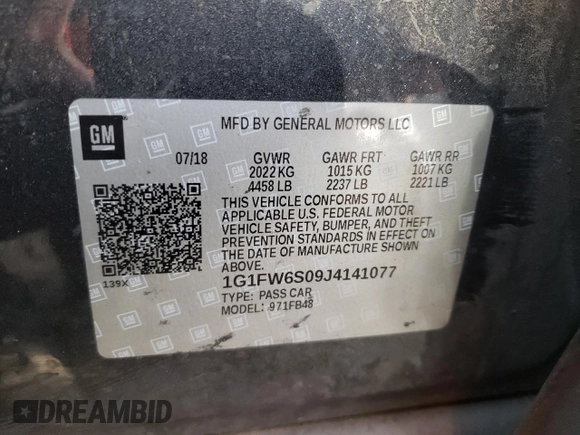 GM
MFD BY GENERAL MOTORS LLC
07/18 GVWR GAWR FRT GAWR RR
2022 KG 1015 KG 1007 KG
4458 LB 2237 LB 2221 LB
THIS VEHICLE CONFORMS TO ALL
APPLICABLE U.S. FEDERAL MOTOR
VEHICLE SAFETY, BUMPER, AND THEFT
PREVENTION STANDARDS IN EFFECT ON
THE DATE OF MANUFACTURE SHOWN
ABOVE.
139X
1G1FW6S09J4141077
TYPE: PASS CAR
MODEL: 971FB48
DREAMBID